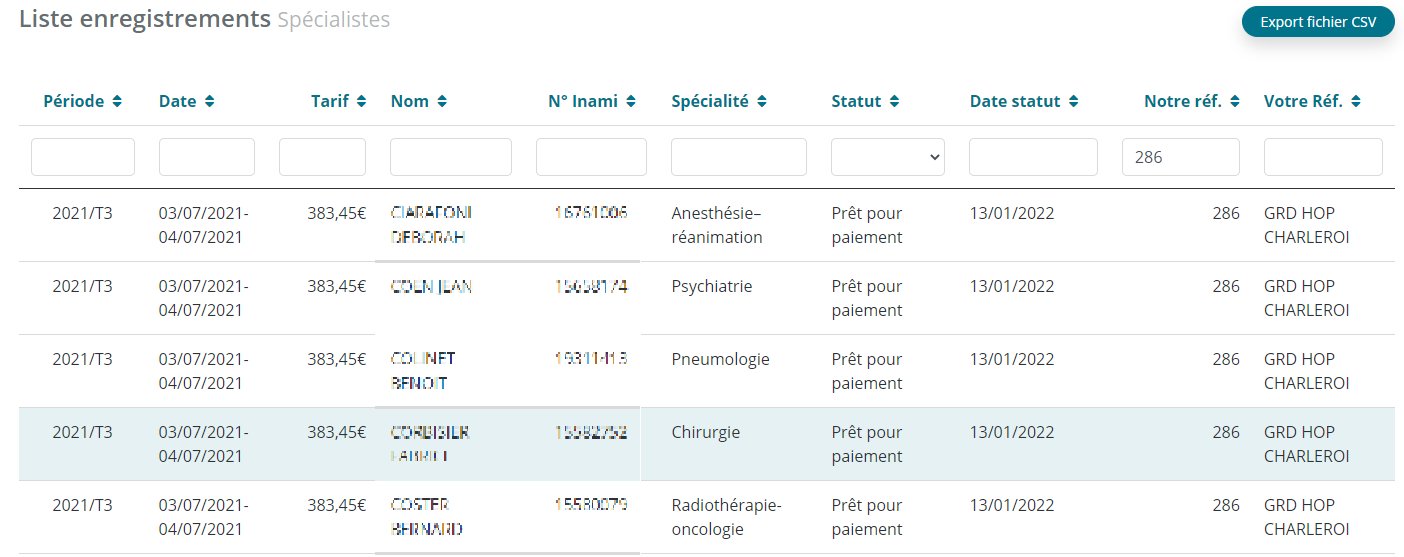 Liste enregistrements Spécialistes
Export fichier CSV
Période Date Tarif Nom N° Inami Spécialité Statut Date statut Notre réf. Votre Réf.
286
2021/T3 03/07/2021- 383,45€ Anesthésie– Prêt pour 13/01/2022 286 GRD HOP
04/07/2021 réanimation paiement CHARLEROI
2021/T3 03/07/2021- 383,45€ Psychiatrie Prêt pour 13/01/2022 286 GRD HOP
04/07/2021 paiement CHARLEROI
2021/T3 03/07/2021- 383,45€ Pneumologie Prêt pour 13/01/2022 286 GRD HOP
04/07/2021 paiement CHARLEROI
2021/T3 03/07/2021- 383,45€ Chirurgie Prêt pour 13/01/2022 286 GRD HOP
04/07/2021 paiement CHARLEROI
2021/T3 03/07/2021- 383,45€ Radiothérapie- Prêt pour 13/01/2022 286 GRD HOP
04/07/2021 oncologie paiement CHARLEROI